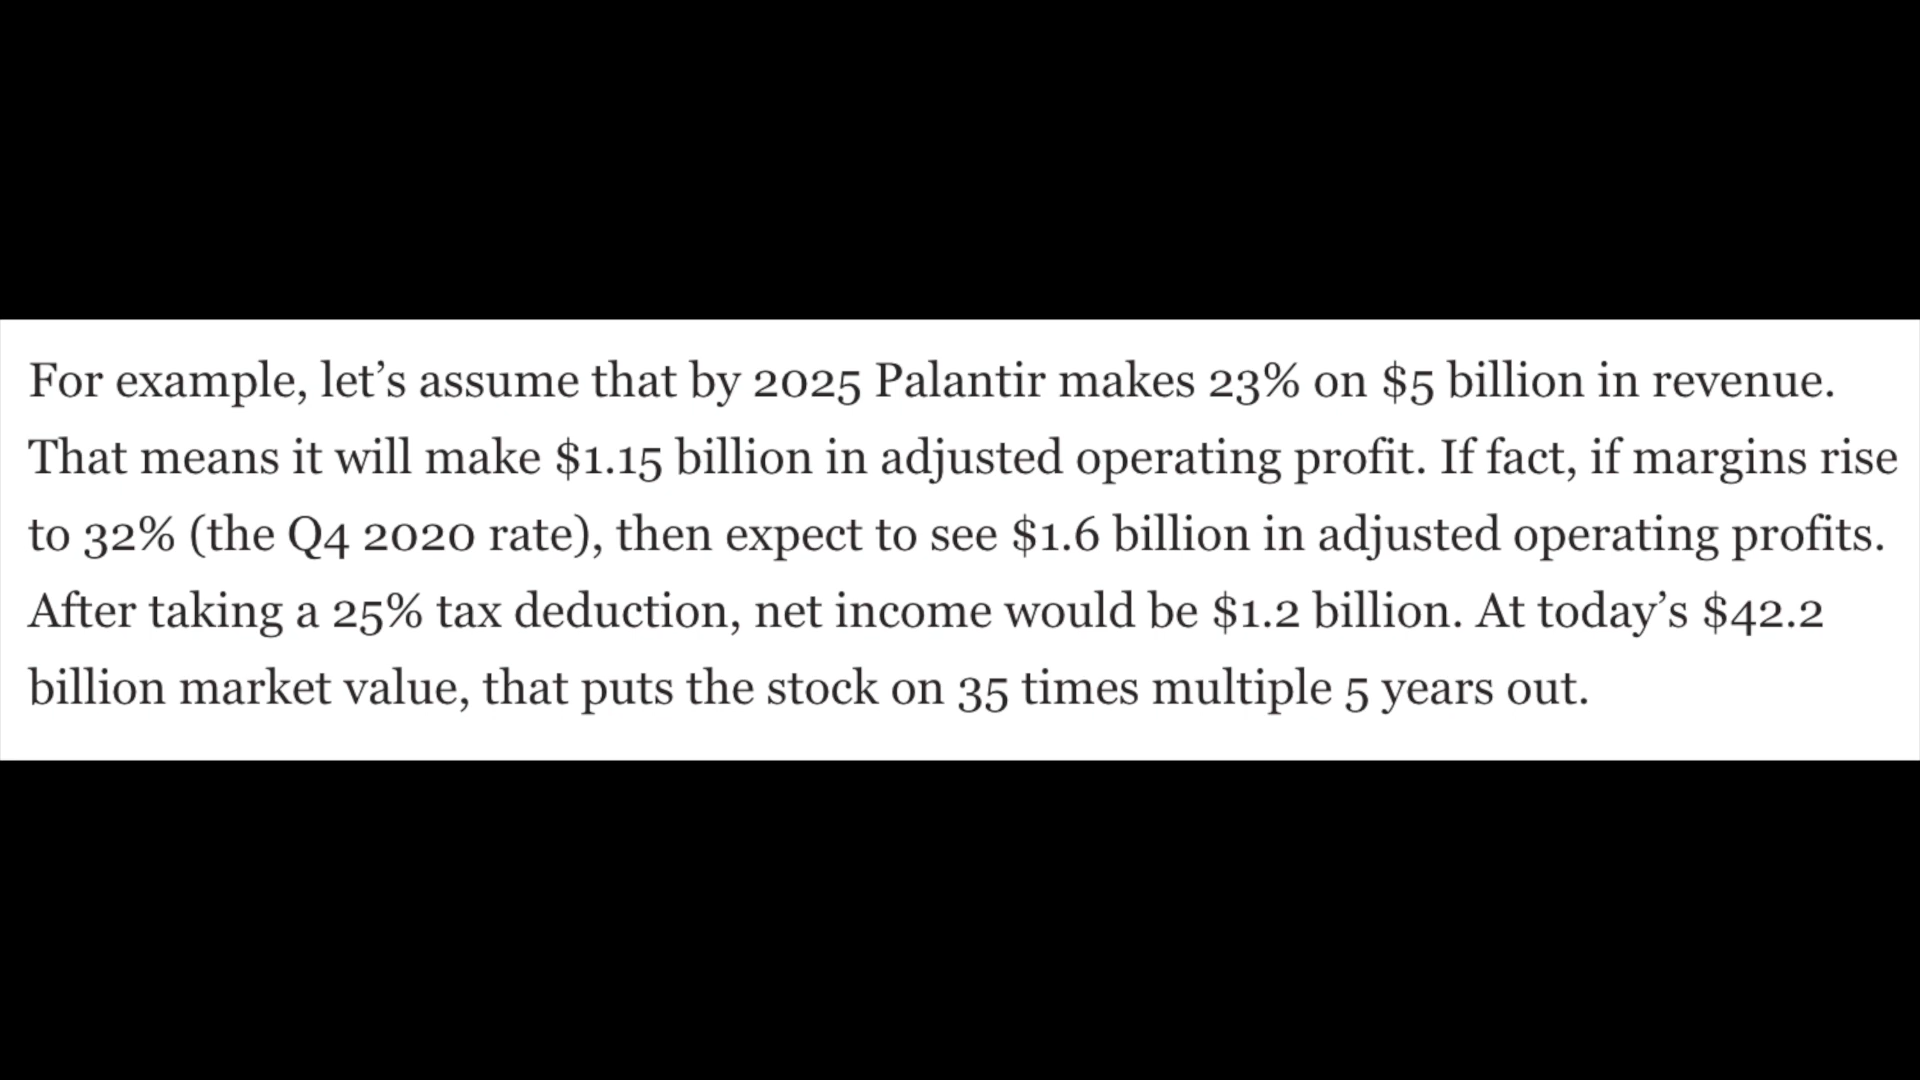 For example, let’s assume that by 2025 Palantir makes 23% on $5 billion in revenue.
That means it will make $1.15 billion in adjusted operating profit. If fact, if margins rise
to 32% (the Q4 2020 rate), then expect to see $1.6 billion in adjusted operating profits.
After taking a 25% tax deduction, net income would be $1.2 billion. At today’s $42.2
billion market value, that puts the stock on 35 times multiple 5 years out.